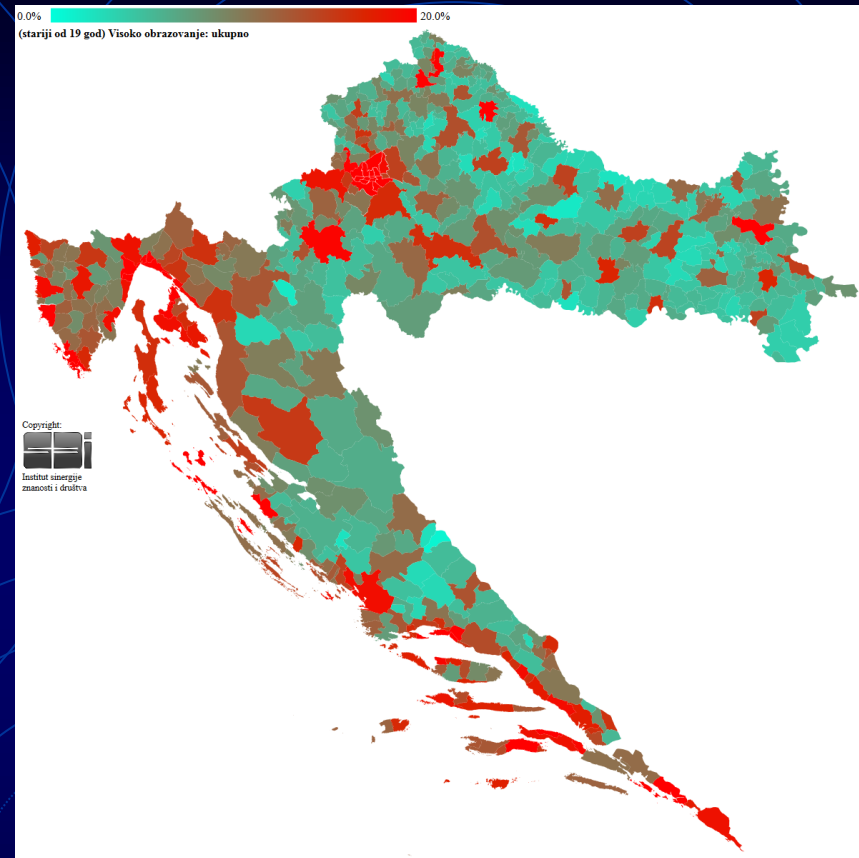 0.0% 20.0%
(stariji od 19 god) Visoko obrazovanje: ukupno
Copyright:
Institut sinergije
znanosti i društva